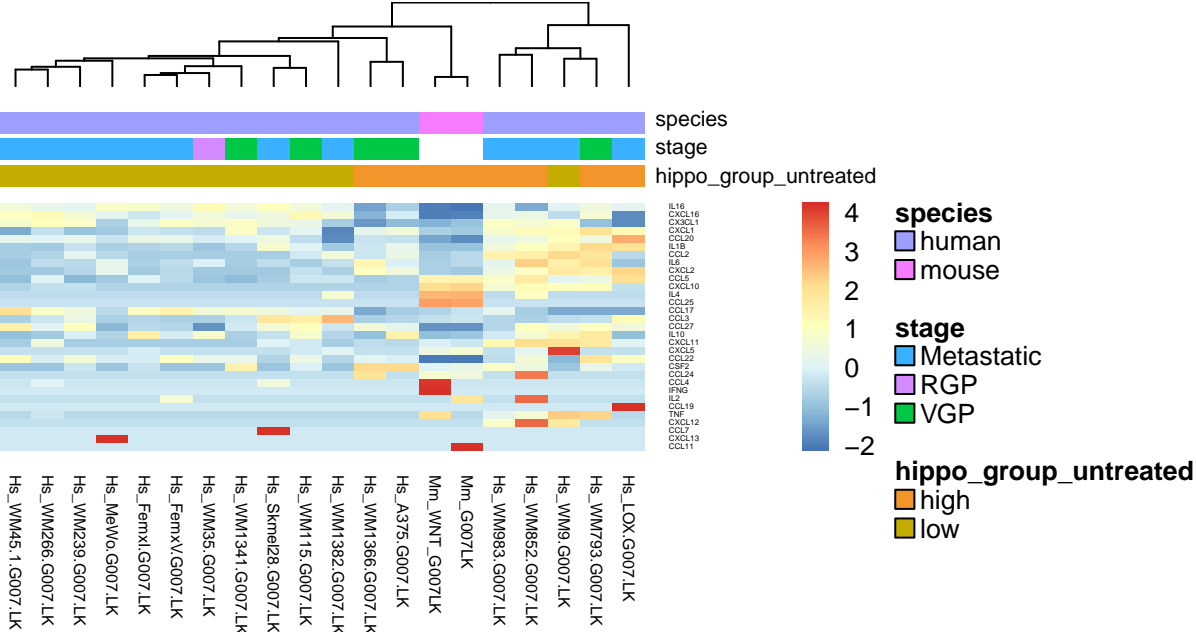 species
stage
hippo_group_untreated
IL16
CXCL16
CX3CL1
CXCL1
CCL20
IL1B
CCL2
IL6
CXCL2
CCL5
CXCL10
IL4
CCL25
CCL17
CCL3
CCL27
IL10
CXCL11
CXCL5
CCL22
CSF2
CCL24
CCL4
IFNG
IL2
CCL19
TNF
CXCL12
CCL7
CXCL13
CCL11
4
3
2
1
0
−1
−2
species
human
mouse
stage
Metastatic
RGP
VGP
hippo_group_untreated
high
low
Hs_WM45.1.G007.LK
Hs_WM266.G007.LK
Hs_WM239.G007.LK
Hs_MeWo.G007.LK
Hs_FemxI.G007.LK
Hs_FemxV.G007.LK
Hs_WM35.G007.LK
Hs_WM1341.G007.LK
Hs_Skmel28.G007.LK
Hs_WM115.G007.LK
Hs_WM1382.G007.LK
Hs_WM1366.G007.LK
Hs_A375.G007.LK
Mm_WNT_G007LK
Mm_G007LK
Hs_WM983.G007.LK
Hs_WM852.G007.LK
Hs_WM9.G007.LK
Hs_WM793.G007.LK
Hs_LOX.G007.LK